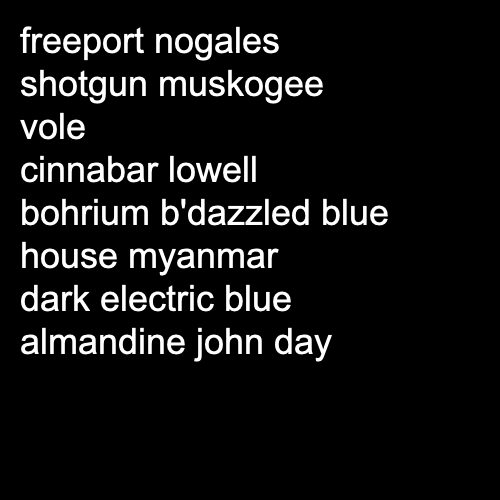 freeport nogales
shotgun muskogee
vole
cinnabar lowell
bohrium b'dazzled blue
house myanmar
dark electric blue
almandine john day